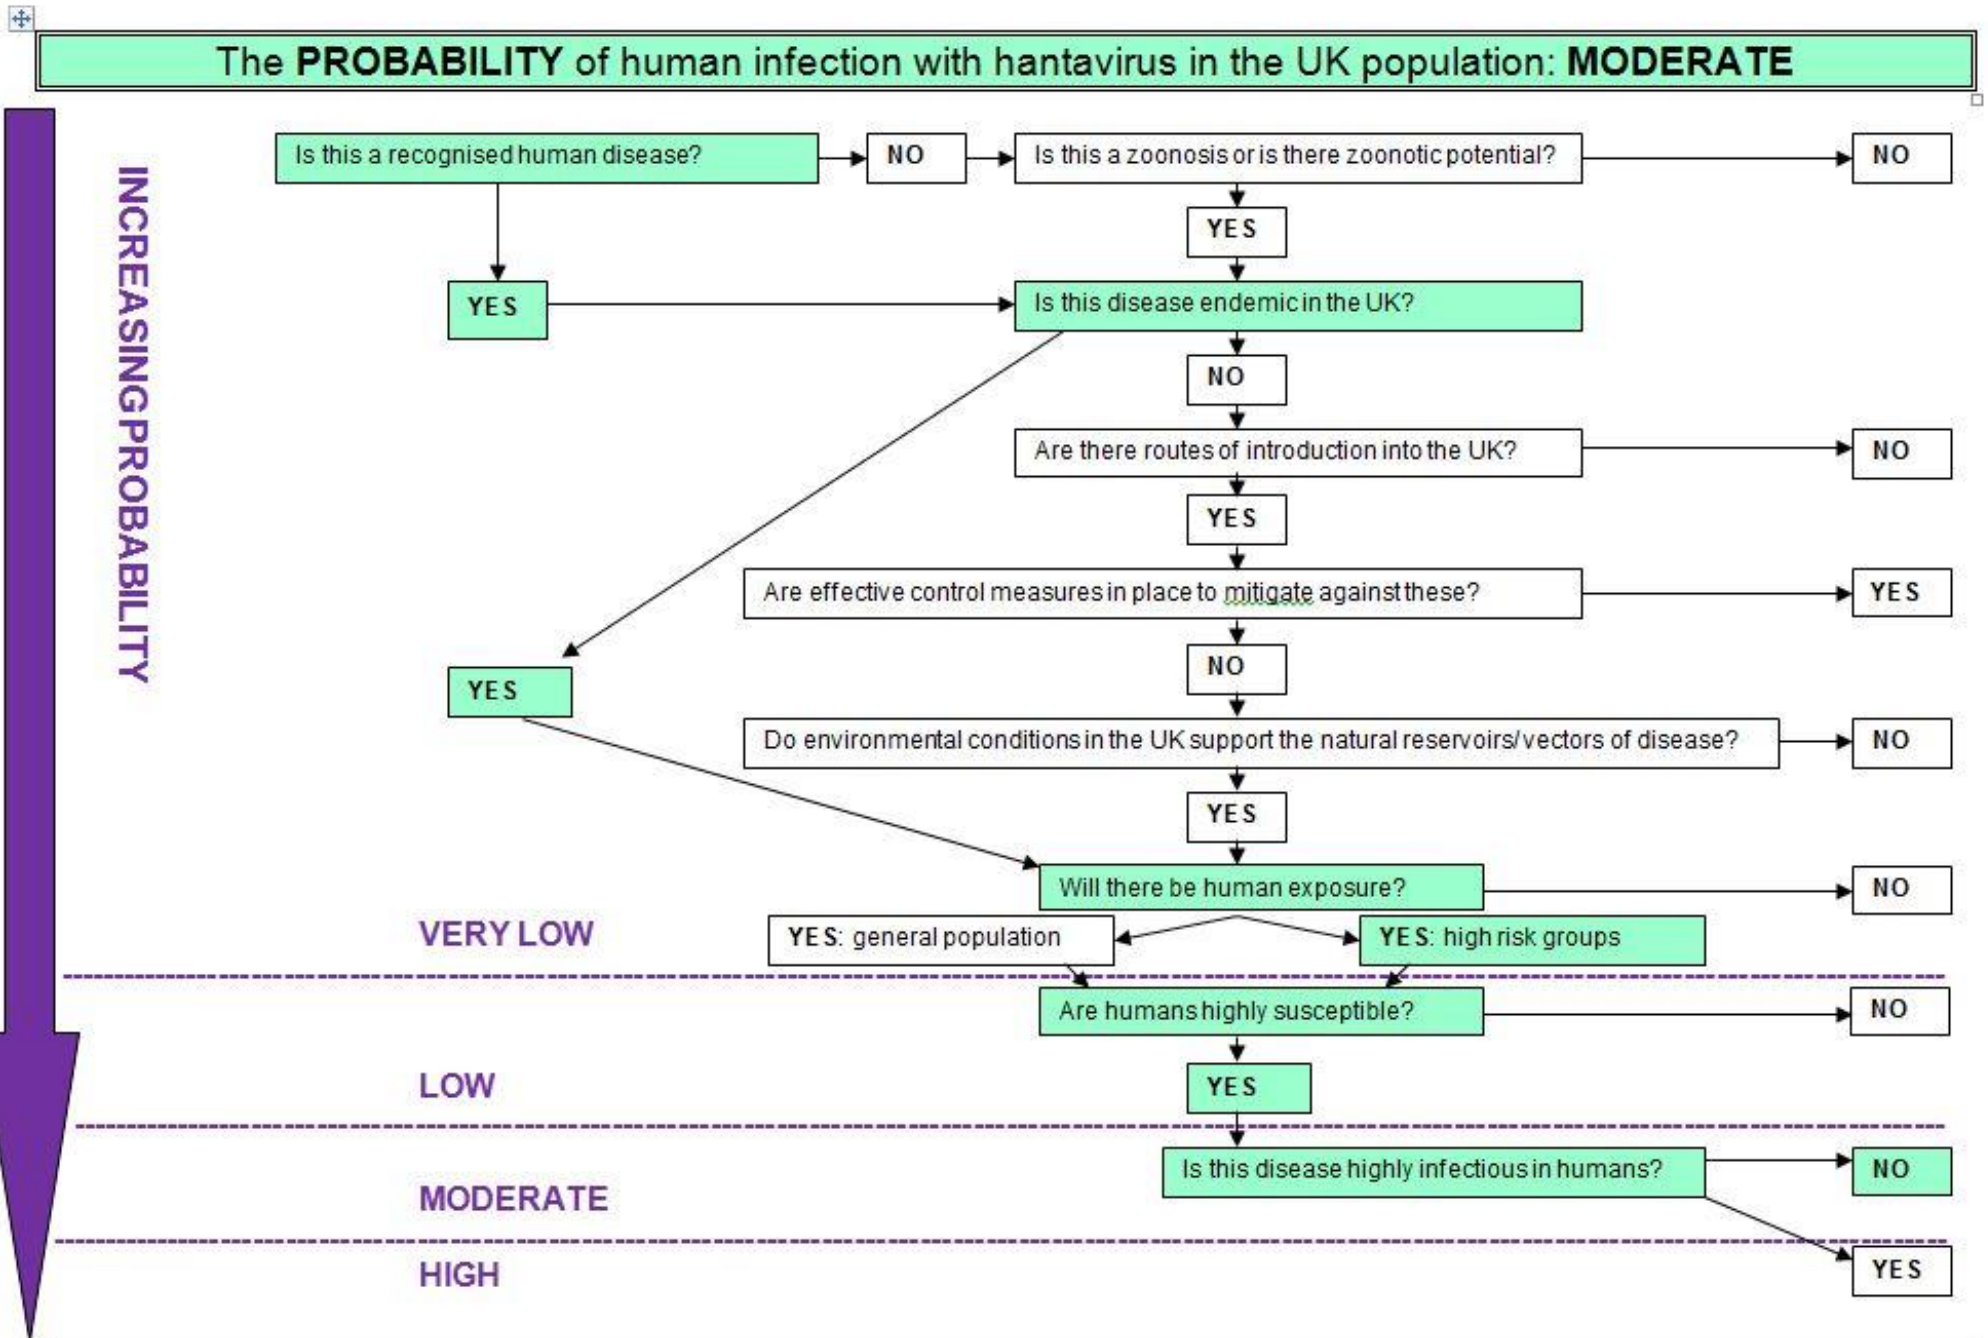 The PROBABILITY of human infection with hantavirus in the UK population: MODERATE
INCREASING PROBABILITY
Is this a recognised human disease?
NO
Is this a zoonosis or is there zoonotic potential?
NO
YES
YES
Is this disease endemic in the UK?
NO
Are there routes of introduction into the UK?
NO
YES
Are effective control measures in place to mitigate against these?
YES
NO
YES
Do environmental conditions in the UK support the natural reservoirs/vectors of disease?
NO
YES
Will there be human exposure?
NO
VERY LOW
YES: general population
YES: high risk groups
Are humans highly susceptible?
NO
LOW
YES
Is this disease highly infectious in humans?
NO
MODERATE
HIGH
YES